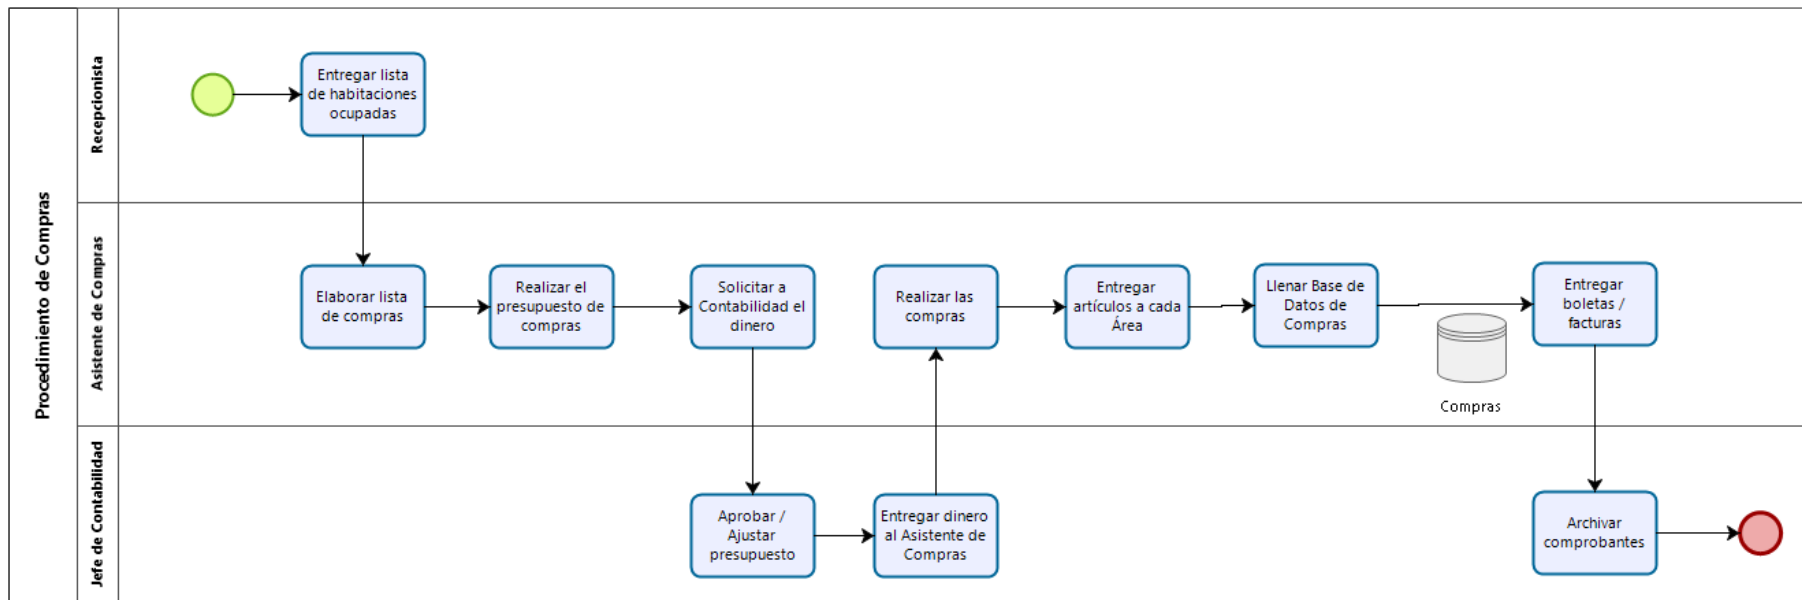 Procedimiento de Compras
Recepcionista
Entregar lista
de habitaciones
ocupadas
Asistente de Compras
Elaborar lista
de compras
Realizar el
presupuesto de
compras
Solicitar a
Contabilidad el
dinero
Realizar las
compras
Entregar
artículos a cada
Área
Llenar Base de
Datos de
Compras
Entregar
boletas /
facturas
Compras
Jefe de Contabilidad
Aprobar /
Ajustar
presupuesto
Entregar dinero
al Asistente de
Compras
Archivar
comprobantes